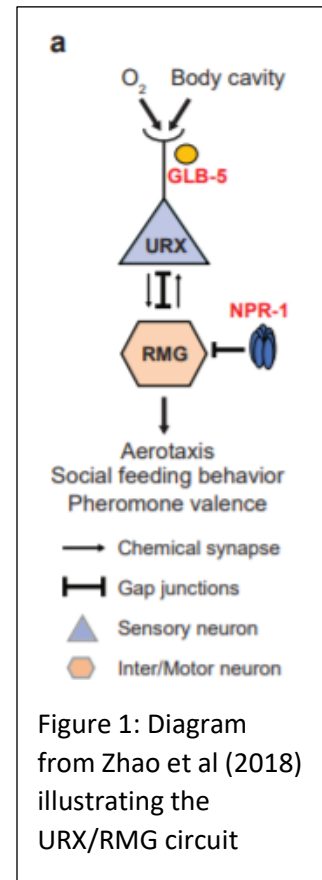 a
O₂ Body cavity
GLB-5
URX
NPR-1
RMG
Aerotaxis
Social feeding behavior
Pheromone valence
Chemical synapse
Gap junctions
Sensory neuron
Inter/Motor neuron
Figure 1: Diagram
from Zhao et al (2018)
illustrating the
URX/RMG circuit